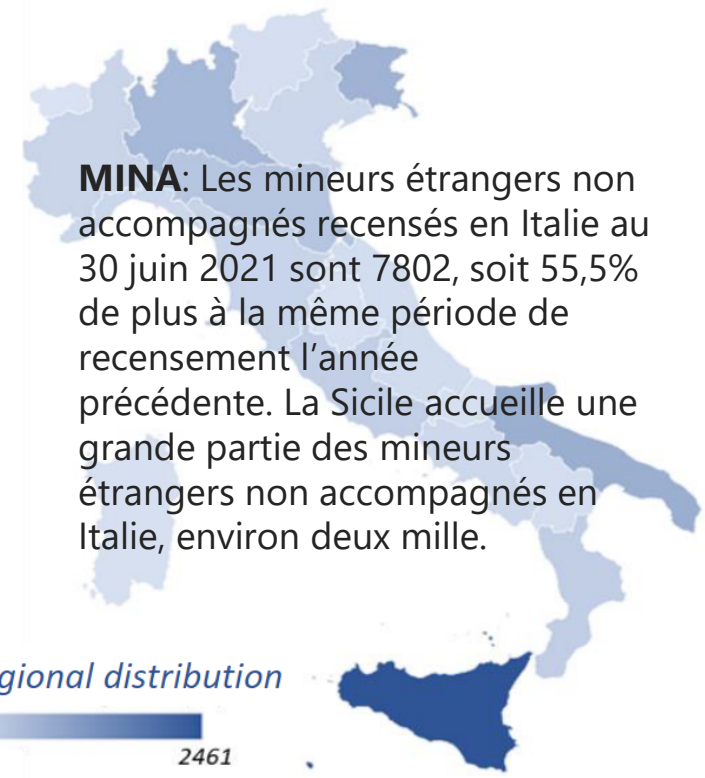 MINA: Les mineurs étrangers non
accompagnés recensés en Italie au
30 juin 2021 sont 7802, soit 55,5%
de plus à la même période de
recensement l’année
précédente. La Sicile accueille une
grande partie des mineurs
étrangers non accompagnés en
Italie, environ deux mille.
gional distribution
2461